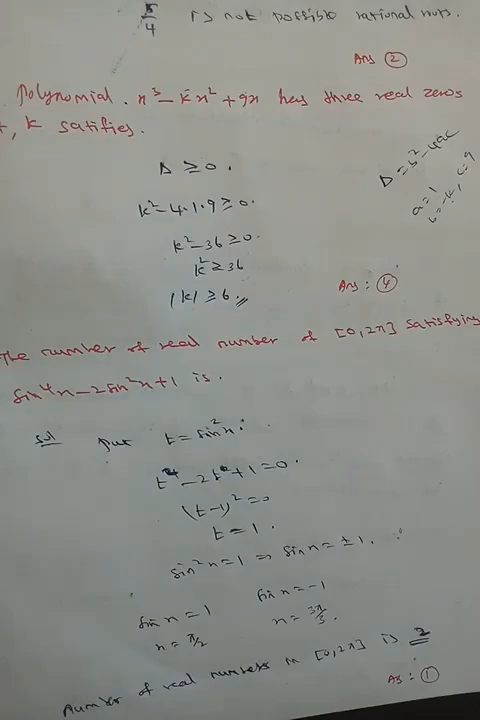 5/4 is not possible rational nuts.
Ans ②
Polynomial. x³ - kx² + 9x has three real zeros
, k satifies.
Δ ≥ 0.
k² - 4·1·9 ≥ 0.
k² - 36 ≥ 0.
k² ≥ 36
|k| ≥ 6.
Δ = b² - 4ac
a = 1
b = -k, c = 9
Ans : ④
The number of real number of [0, 2π] satisfying
sin⁴x - 2sin²x + 1 is.
Sol put t = sin²x.
t² - 2t + 1 = 0.
(t-1)² = 0
t = 1.
sin²x = 1 ⇒ sin x = ±1.
sin x = 1 sin x = -1
x = π/2 x = 3π/3.
Number of real numbers in [0, 2π] is 2
As : ①